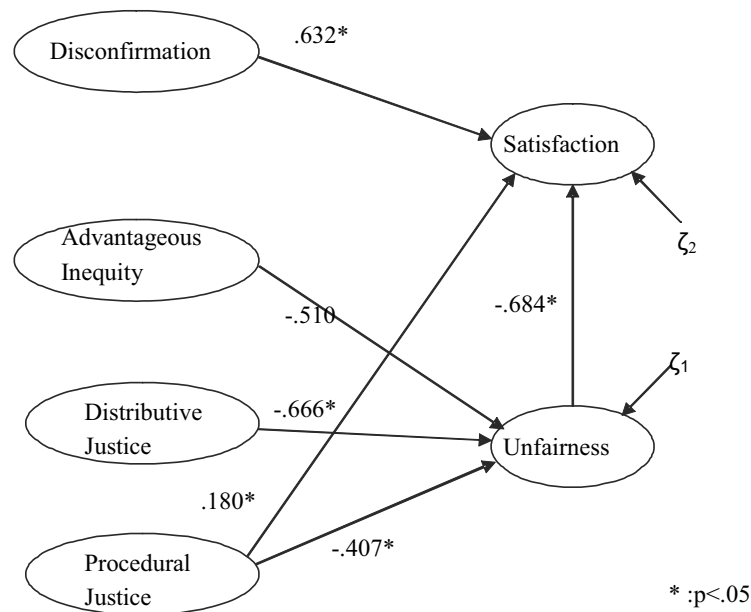 .632*
Disconfirmation
Satisfaction
Advantageous
Inequity
ζ2
-.684*
-.510
ζ1
Distributive
Justice
-.666*
Unfairness
.180*
-.407*
Procedural
Justice
* :p<.05